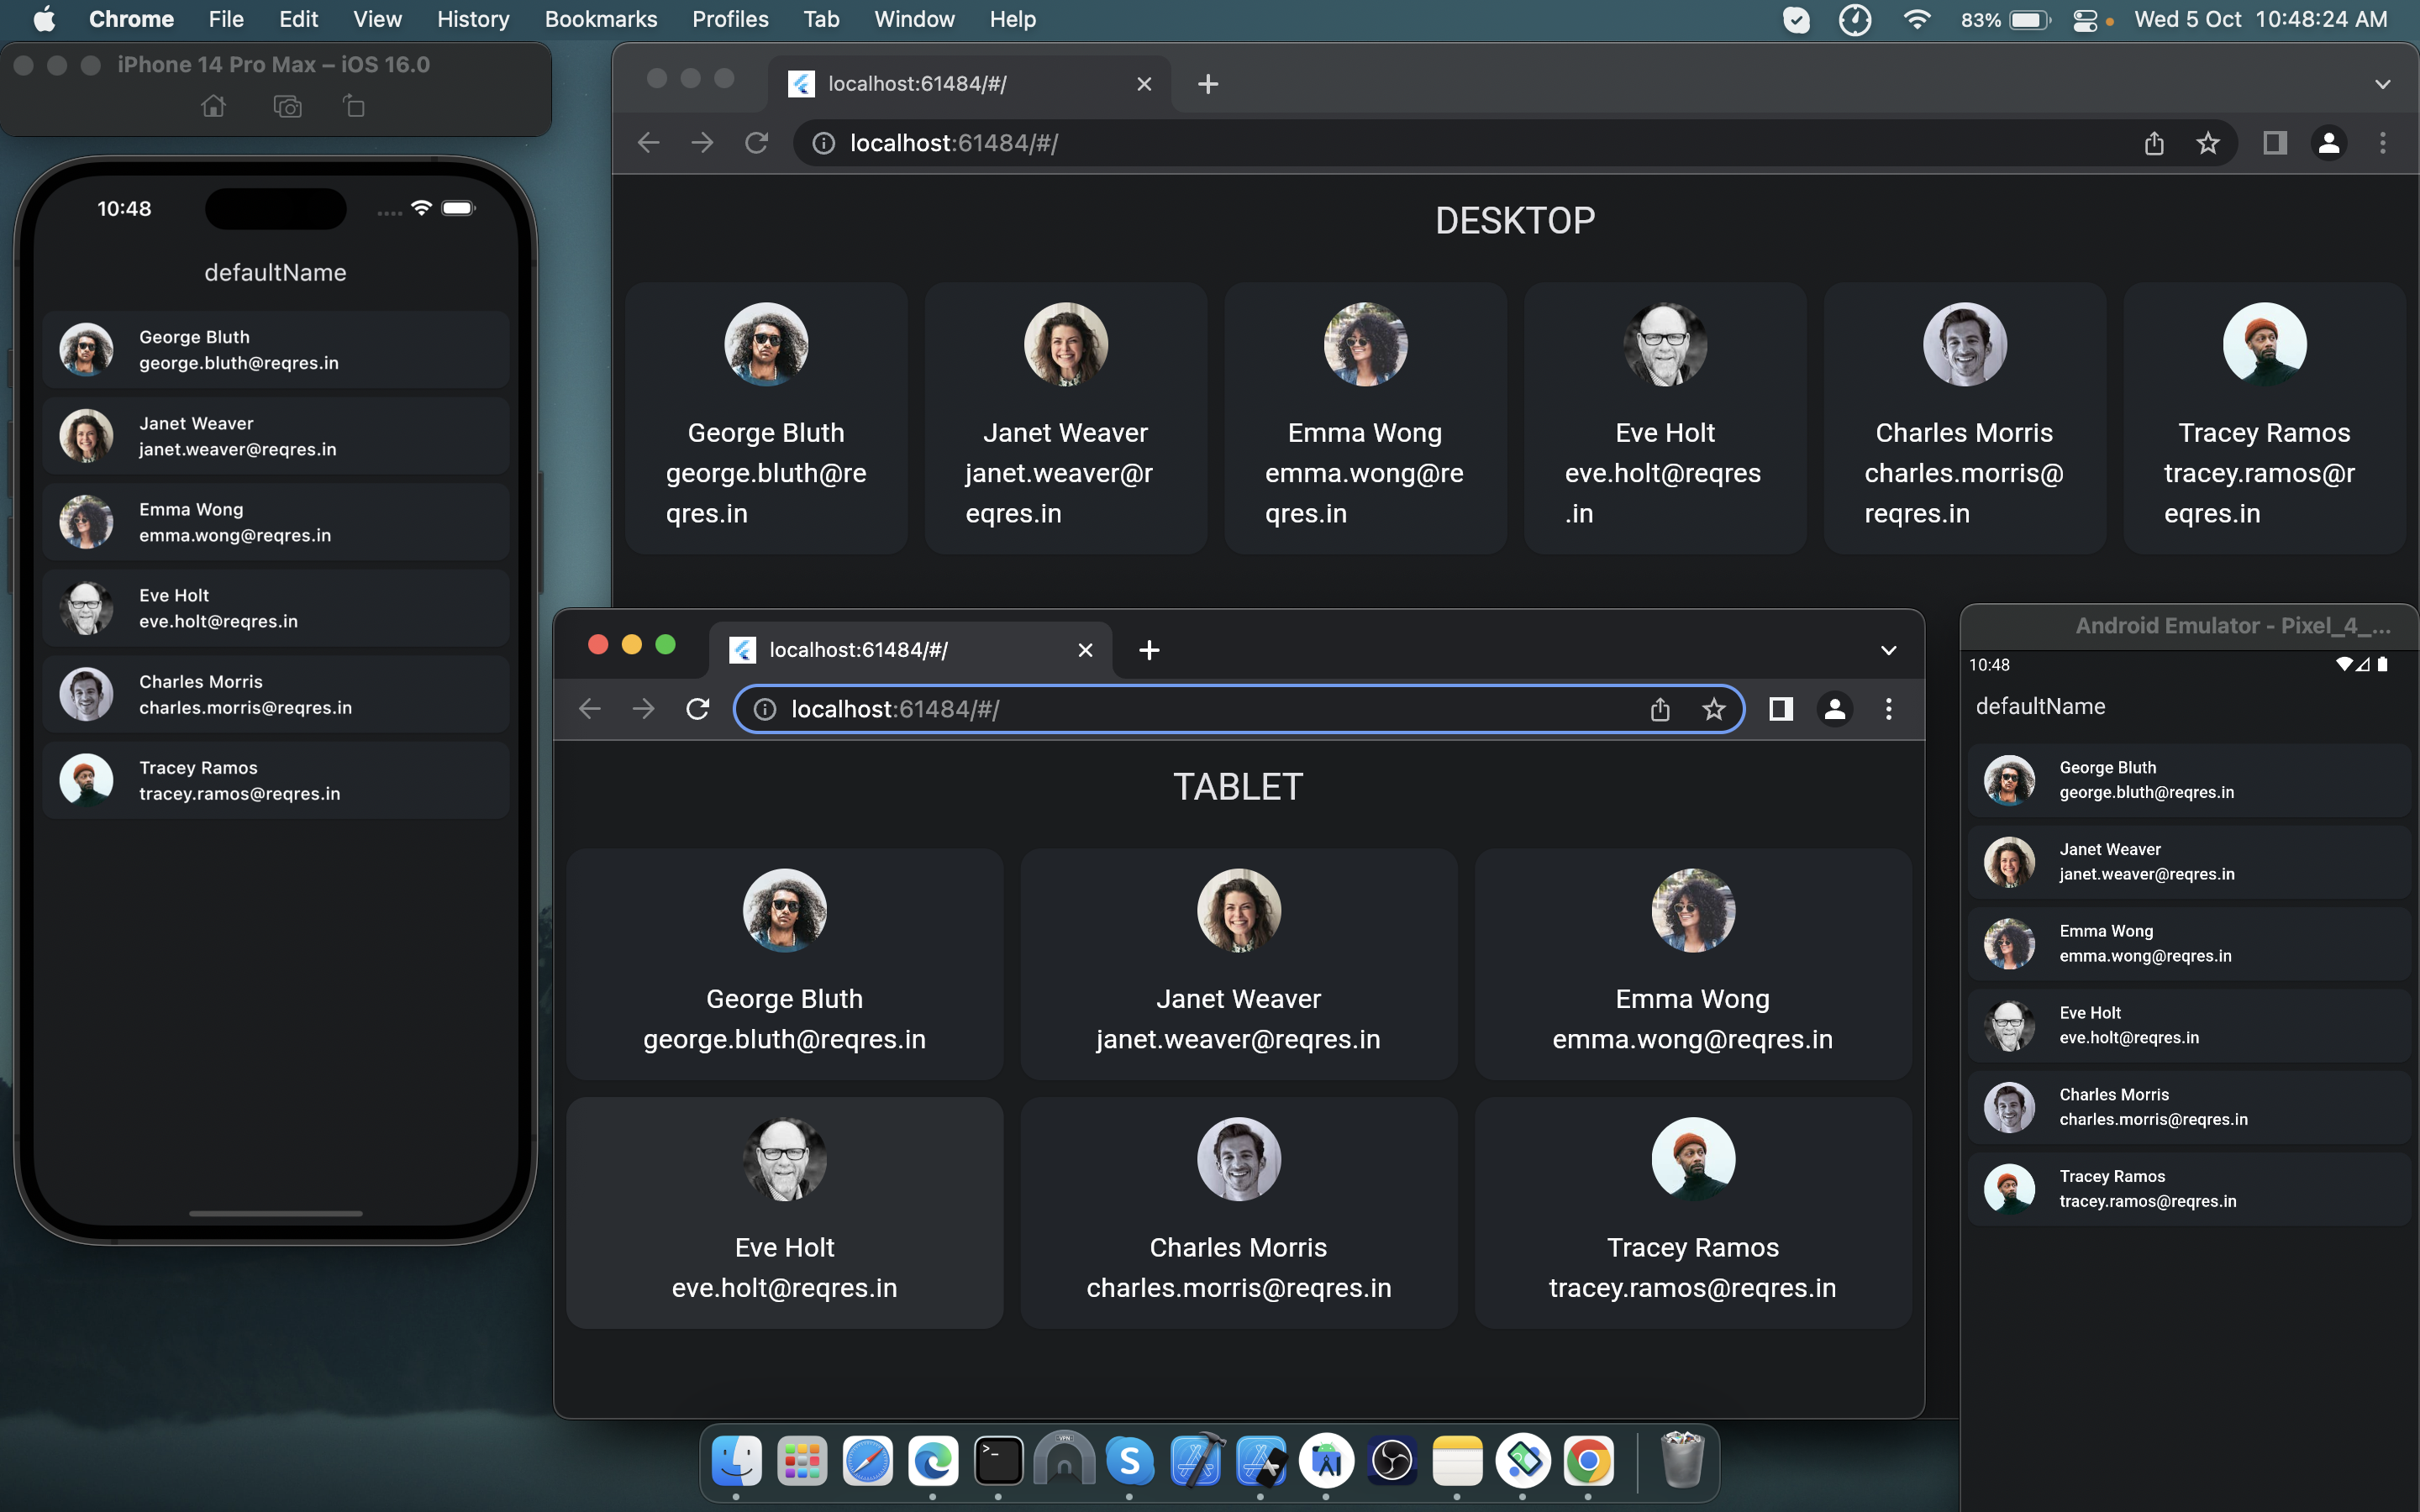 Chrome File Edit View History Bookmarks Profiles Tab Window Help 83% Wed 5 Oct 10:48:24 AM
iPhone 14 Pro Max – iOS 16.0
10:48
defaultName
George Bluth
george.bluth@reqres.in
Janet Weaver
janet.weaver@reqres.in
Emma Wong
emma.wong@reqres.in
Eve Holt
eve.holt@reqres.in
Charles Morris
charles.morris@reqres.in
Tracey Ramos
tracey.ramos@reqres.in
localhost:61484/#/
localhost:61484/#/
DESKTOP
George Bluth
george.bluth@re
qres.in
Janet Weaver
janet.weaver@r
eqres.in
Emma Wong
emma.wong@re
qres.in
Eve Holt
eve.holt@reqres
.in
Charles Morris
charles.morris@
reqres.in
Tracey Ramos
tracey.ramos@r
eqres.in
localhost:61484/#/
localhost:61484/#/
TABLET
George Bluth
george.bluth@reqres.in
Janet Weaver
janet.weaver@reqres.in
Emma Wong
emma.wong@reqres.in
Eve Holt
eve.holt@reqres.in
Charles Morris
charles.morris@reqres.in
Tracey Ramos
tracey.ramos@reqres.in
Android Emulator - Pixel_4_...
10:48
defaultName
George Bluth
george.bluth@reqres.in
Janet Weaver
janet.weaver@reqres.in
Emma Wong
emma.wong@reqres.in
Eve Holt
eve.holt@reqres.in
Charles Morris
charles.morris@reqres.in
Tracey Ramos
tracey.ramos@reqres.in
VPN
S